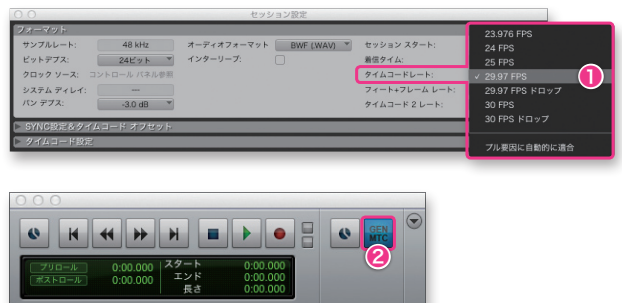 セッション設定
フォーマット
サンプルレート: 48 kHz オーディオフォーマット BWF (.WAV) セッション スタート:
ビットデプス: 24ビット インターリーブ: 着信タイム:
クロック ソース: コントロール パネル参照 タイムコードレート:
システム ディレイ: — フィート+フレーム レート:
パン デプス: -3.0 dB タイムコード 2 レート:
SYNC設定&タイムコード オフセット
タイムコード設定
23.976 FPS
24 FPS
25 FPS
✓ 29.97 FPS 1
29.97 FPS ドロップ
30 FPS
30 FPS ドロップ
プル要因に自動的に適合
GEN
MTC
2
プリロール 0:00.000 スタート 0:00.000
ポストロール 0:00.000 エンド 0:00.000
長さ 0:00.000